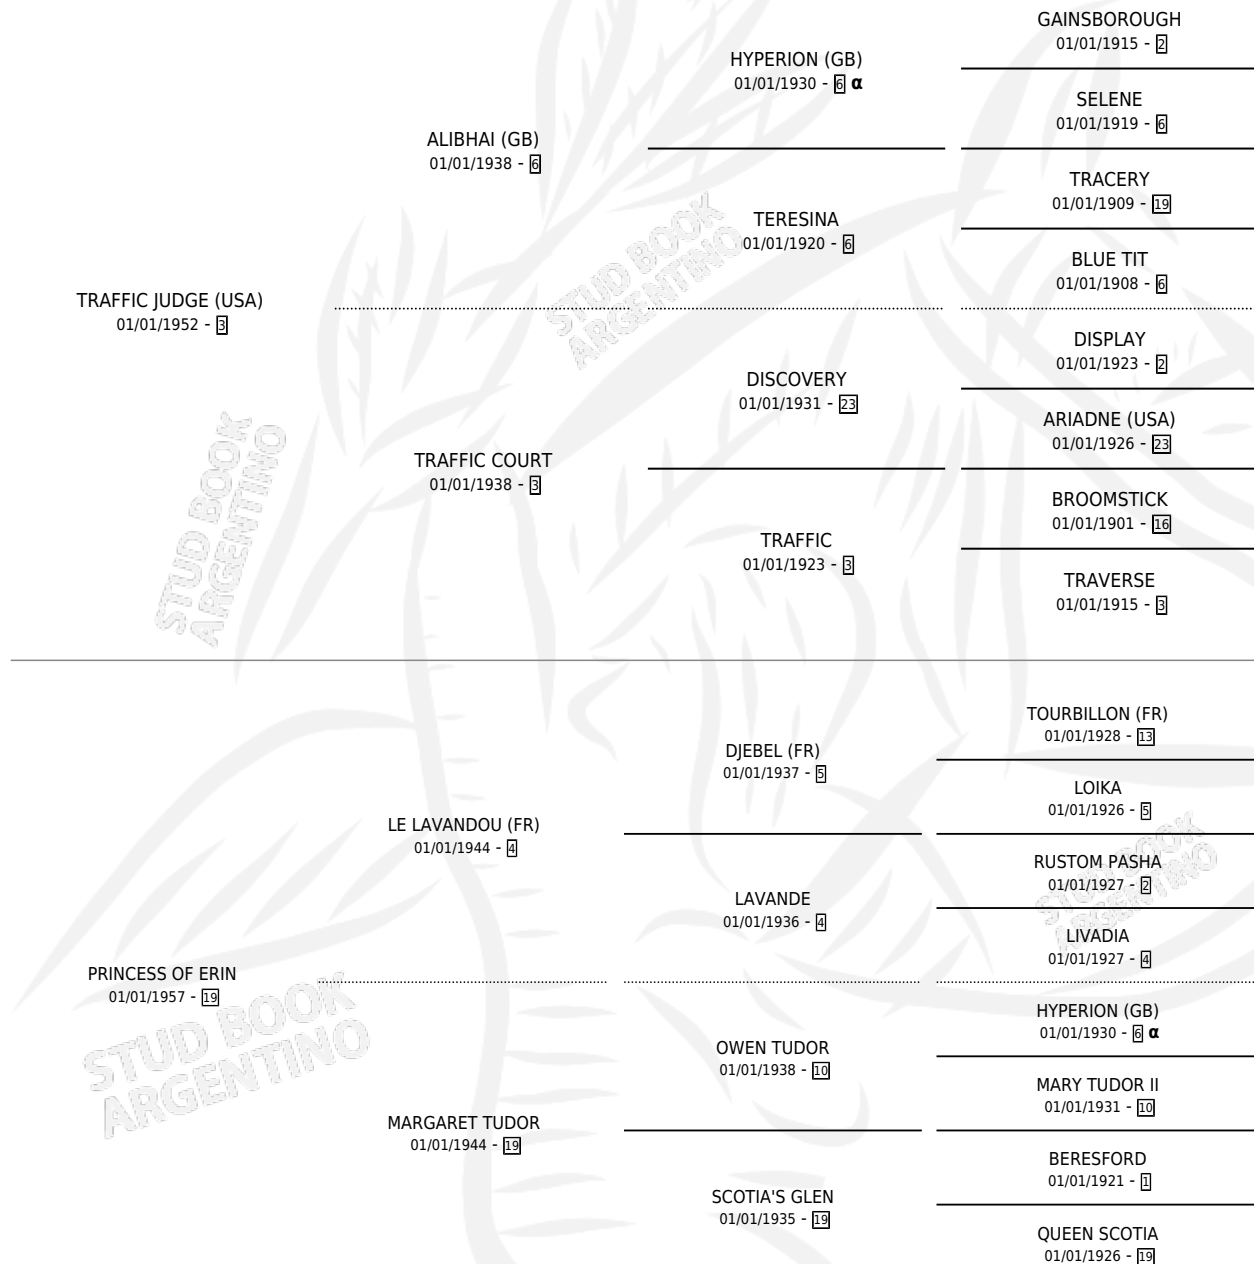 GAINSBOROUGH
01/01/1915 - 2
HYPERION (GB)
01/01/1930 - 6 α
SELENE
01/01/1919 - 6
ALIBHAI (GB)
01/01/1938 - 6
TRACERY
01/01/1909 - 19
TERESINA
01/01/1920 - 6
BLUE TIT
01/01/1908 - 6
TRAFFIC JUDGE (USA)
01/01/1952 - 3
DISPLAY
01/01/1923 - 2
DISCOVERY
01/01/1931 - 23
ARIADNE (USA)
01/01/1926 - 23
TRAFFIC COURT
01/01/1938 - 3
BROOMSTICK
01/01/1901 - 16
TRAFFIC
01/01/1923 - 3
TRAVERSE
01/01/1915 - 3
TOURBILLON (FR)
01/01/1928 - 13
DJEBEL (FR)
01/01/1937 - 5
LOIKA
01/01/1926 - 5
LE LAVANDOU (FR)
01/01/1944 - 4
RUSTOM PASHA
01/01/1927 - 2
LAVANDE
01/01/1936 - 4
LIVADIA
01/01/1927 - 4
PRINCESS OF ERIN
01/01/1957 - 19
HYPERION (GB)
01/01/1930 - 6 α
OWEN TUDOR
01/01/1938 - 10
MARY TUDOR II
01/01/1931 - 10
MARGARET TUDOR
01/01/1944 - 19
BERESFORD
01/01/1921 - 1
SCOTIA'S GLEN
01/01/1935 - 19
QUEEN SCOTIA
01/01/1926 - 19
STUD BOOK
ARGENTINO
STUD BOOK
ARGENTINO
STUD BOOK
ARGENTINO
STUD BOOK
ARGENTINO